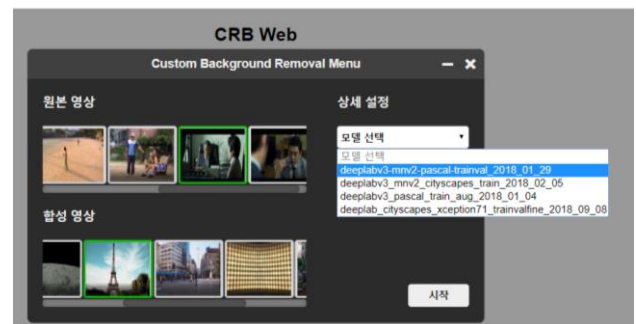 CRB Web
Custom Background Removal Menu
원본 영상
상세 설정
모델 선택
모델 선택
deeplabv3-mnv2-pascal-trainval_2018_01_29
deeplabv3_mnv2_cityscapes_train_2018_02_05
deeplabv3_pascal_train_aug_2018_01_04
deeplab_cityscapes_xception71_trainvalfine_2018_09_08
합성 영상
시작